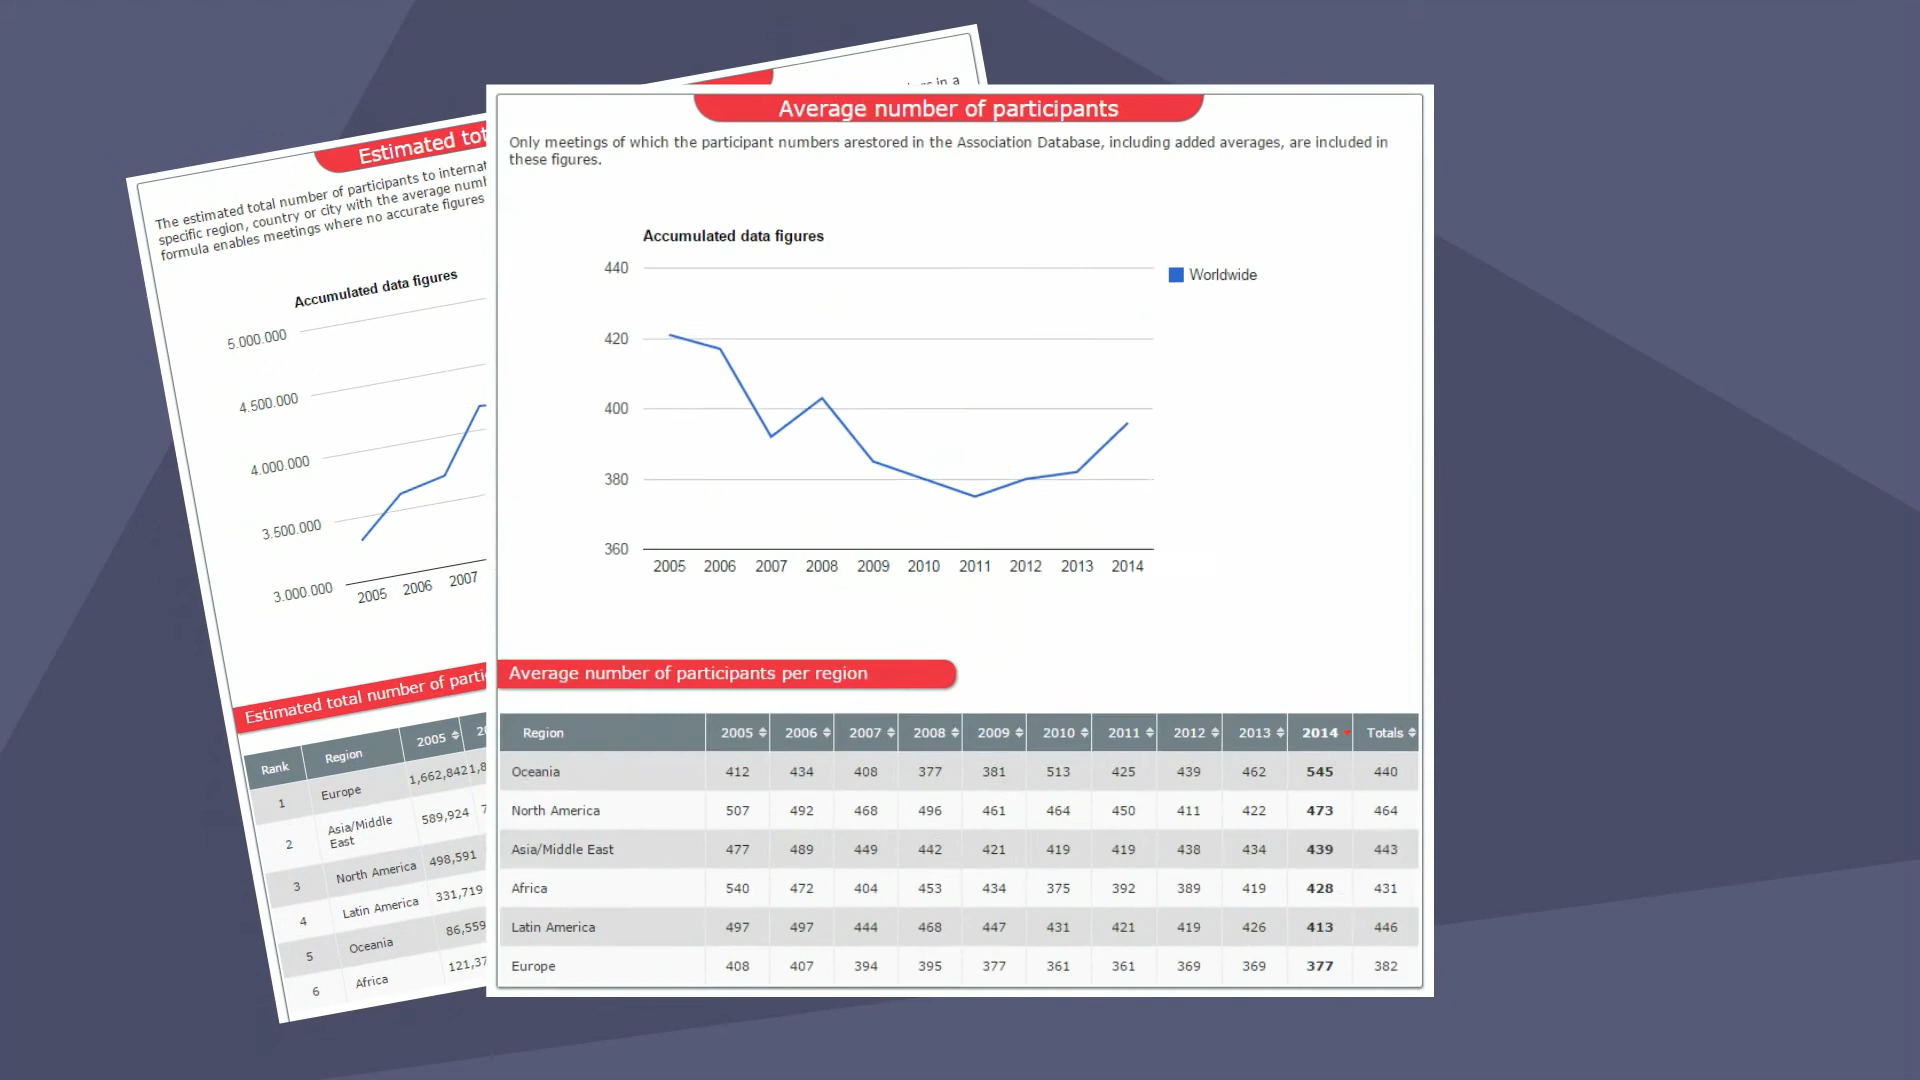 Average number of participants
Only meetings of which the participant numbers arestored in the Association Database, including added averages, are included in
these figures.
Accumulated data figures
440
420
400
380
360
Worldwide
2005 2006 2007 2008 2009 2010 2011 2012 2013 2014
Average number of participants per region
Region 2005 2006 2007 2008 2009 2010 2011 2012 2013 2014 Totals
Oceania 412 434 408 377 381 513 425 439 462 545 440
North America 507 492 468 496 461 464 450 411 422 473 464
Asia/Middle East 477 489 449 442 421 419 419 438 434 439 443
Africa 540 472 404 453 434 375 392 389 419 428 431
Latin America 497 497 444 468 447 431 421 419 426 413 446
Europe 408 407 394 395 377 361 361 369 369 377 382
in a
Estimated
The estimated total number of participants to
specific region, country or city with the average
formula enables meetings where no accurate figures
Accumulated data figures
5.000.000
4.500.000
4.000.000
3.500.000
3.000.000
2005 2006 2007
Estimated total number of
Rank Region 2005
1 Europe 1,662,842
2 Asia/Middle
East 589,924
3 North America 498,591
4 Latin America 331,719
5 Oceania 86,559
6 Africa